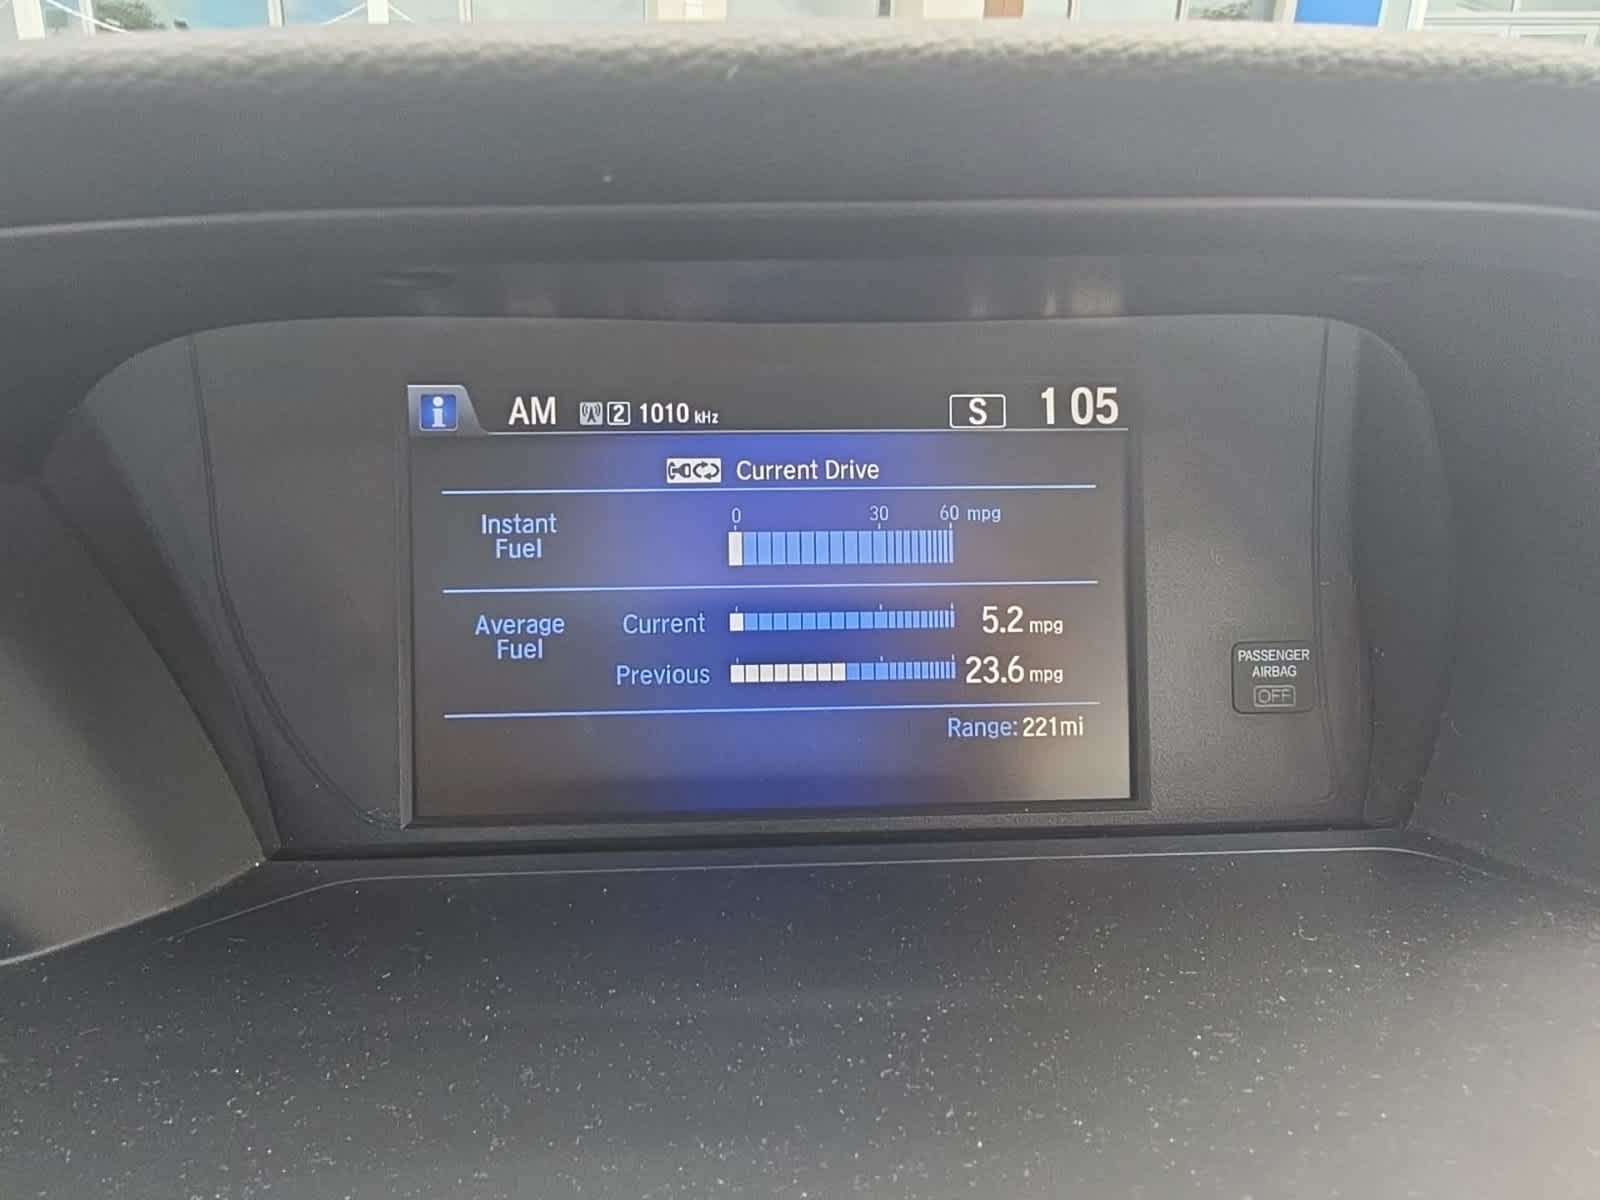 i AM 2 1010 kHz S 1 05
Current Drive
0 30 60 mpg
Instant
Fuel
Average
Fuel
Current 5.2 mpg
Previous 23.6 mpg
Range: 221mi
PASSENGER
AIRBAG
OFF